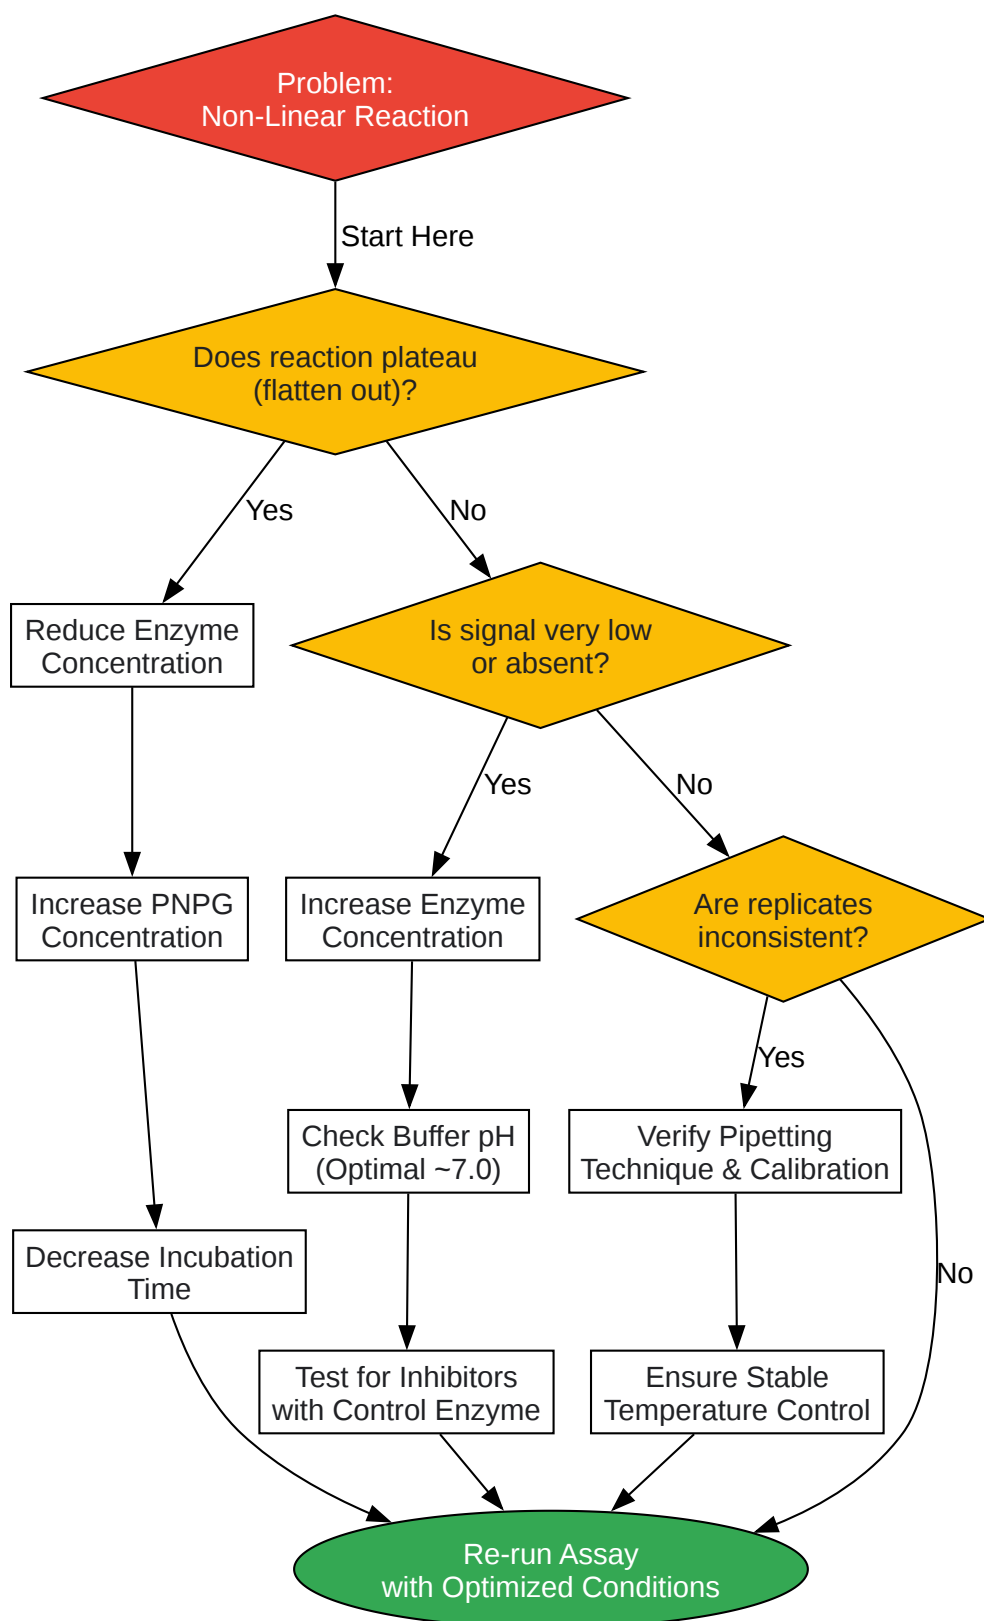 Problem:
Non-Linear Reaction
Start Here
Does reaction plateau
(flatten out)?
Yes
No
Reduce Enzyme
Concentration
Is signal very low
or absent?
Yes
No
Increase PNPG
Concentration
Increase Enzyme
Concentration
Are replicates
inconsistent?
Yes
Check Buffer pH
(Optimal ~7.0)
Verify Pipetting
Technique & Calibration
Decrease Incubation
Time
No
Test for Inhibitors
with Control Enzyme
Ensure Stable
Temperature Control
Re-run Assay
with Optimized Conditions